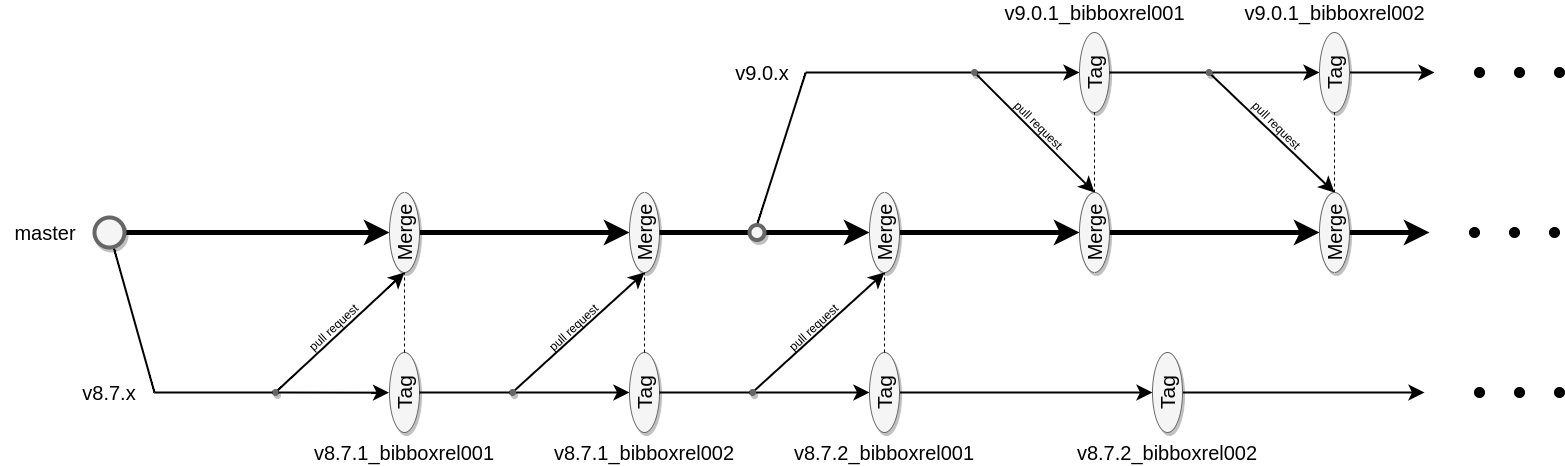 v9.0.1_bibboxrel001
v9.0.1_bibboxrel002
v9.0.x
Tag
Tag
pull request
pull request
master
Merge
Merge
Merge
Merge
Merge
pull request
pull request
pull request
v8.7.x
Tag
Tag
Tag
Tag
v8.7.1_bibboxrel001
v8.7.1_bibboxrel002
v8.7.2_bibboxrel001
v8.7.2_bibboxrel002